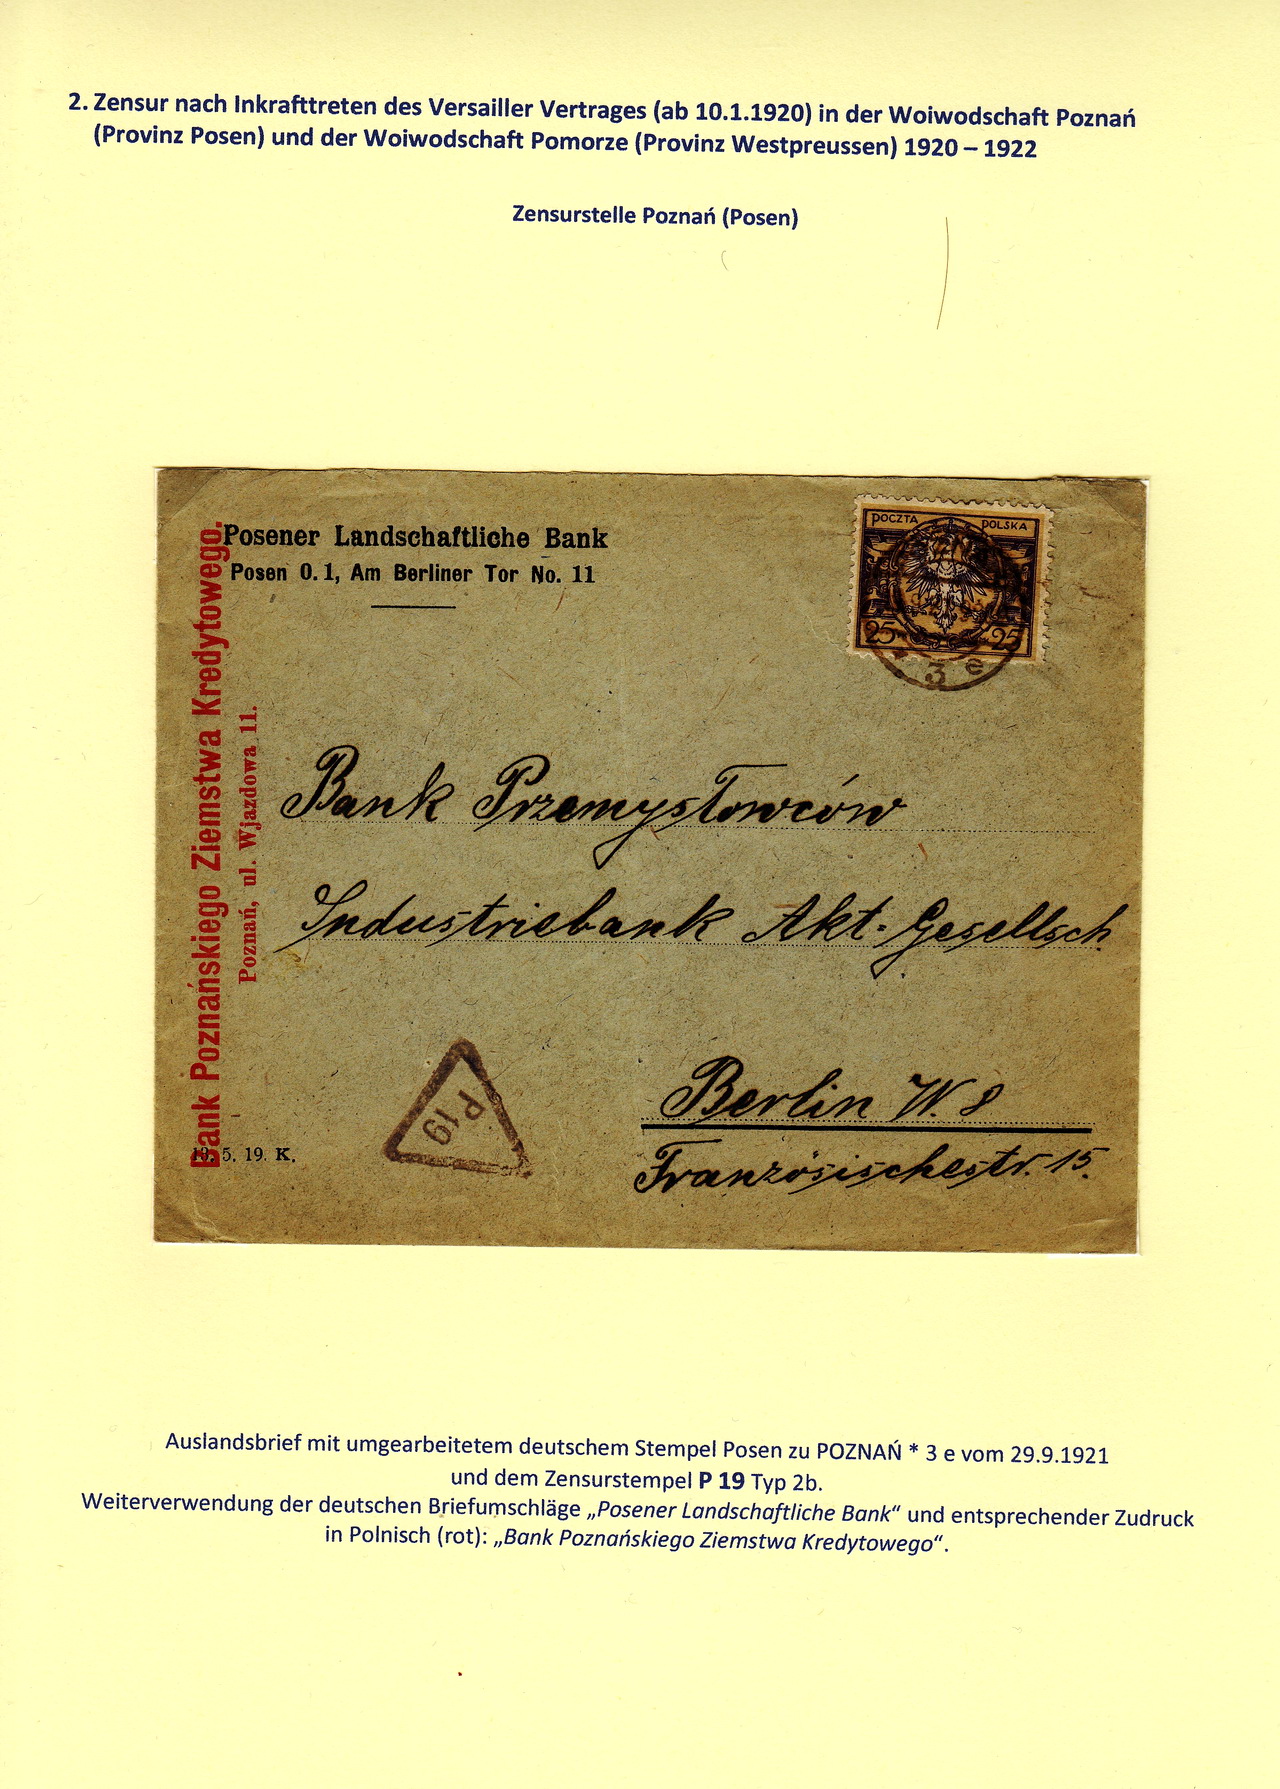 2. Zensur nach Inkrafttreten des Versailler Vertrages (ab 10.1.1920) in der Woiwodschaft Poznań
(Provinz Posen) und der Woiwodschaft Pomorze (Provinz Westpreussen) 1920 – 1922
Zensurstelle Poznań (Posen)
Posener Landschaftliche Bank
Posen O. 1, Am Berliner Tor No. 11
POCZTA POLSKA
25 25
3 e
Bank Poznańskiego Ziemstwa Kredytowego.
Poznań, ul. Wjazdowa 11.
Bank Przemysłowców
Industriebank Akt. Gesellsch.
Berlin W. 8
Französischestr. 15.
P 19
5. 19. K.
Auslandsbrief mit umgearbeitetem deutschem Stempel Posen zu POZNAŃ * 3 e vom 29.9.1921
und dem Zensurstempel P 19 Typ 2b.
Weiterverwendung der deutschen Briefumschläge „Posener Landschaftliche Bank“ und entsprechender Zudruck
in Polnisch (rot): „Bank Poznańskiego Ziemstwa Kredytowego“.